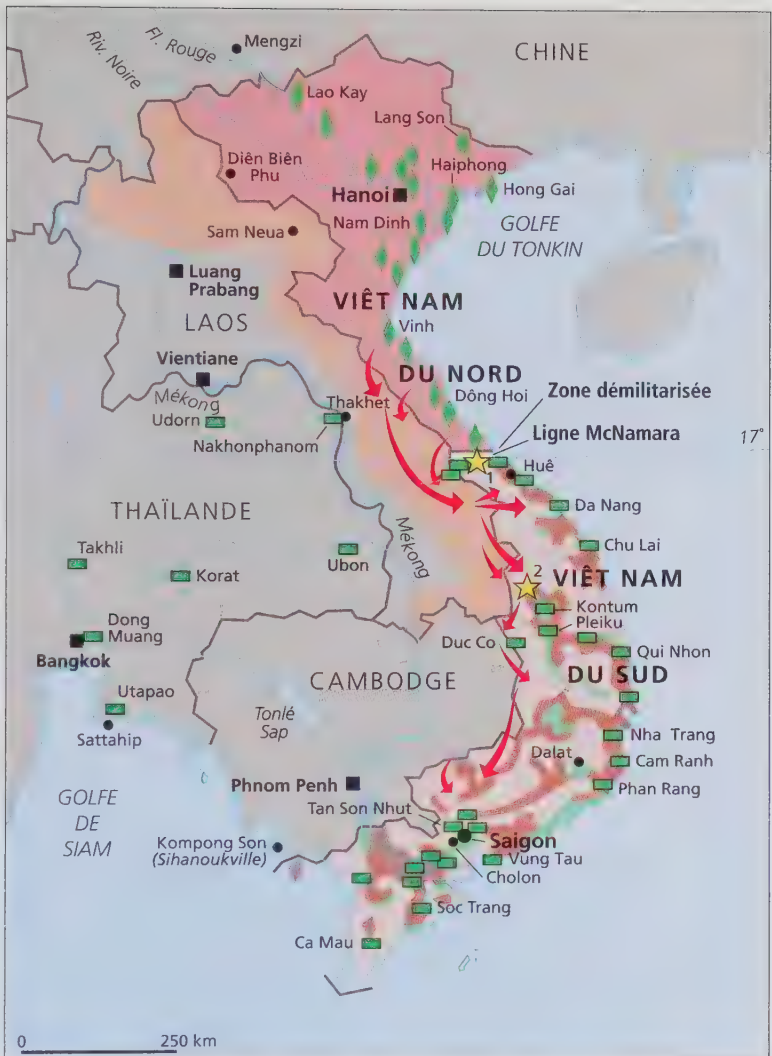 Fl. Rouge
Riv. Noire
Mengzi
CHINE
Lao Kay
Lang Son
Diên Biên
Phu
Haiphong
Hanoi
Hong Gai
Nam Dinh
GOLFE
DU TONKIN
Sam Neua
Luang
Prabang
VIÊT NAM
LAOS
Vinh
Vientiane
DU NORD
Zone démilitarisée
Mékong
Thakhet
Dông Hoi
Udorn
Ligne McNamara
Nakhonphanom
17°
1
Huê
THAÏLANDE
Da Nang
Mékong
Takhli
Ubon
Chu Lai
Korat
2
VIÊT NAM
Kontum
Dong
Muang
Pleiku
Bangkok
Duc Co
Qui Nhon
CAMBODGE
DU SUD
Utapao
Tonlé
Sap
Sattahip
Nha Trang
Dalat
Cam Ranh
Phnom Penh
Phan Rang
GOLFE
DE
SIAM
Tan Son Nhut
Kompong Son
(Sihanoukville)
Saigon
Vung Tau
Cholon
Soc Trang
Ca Mau
0
250 km